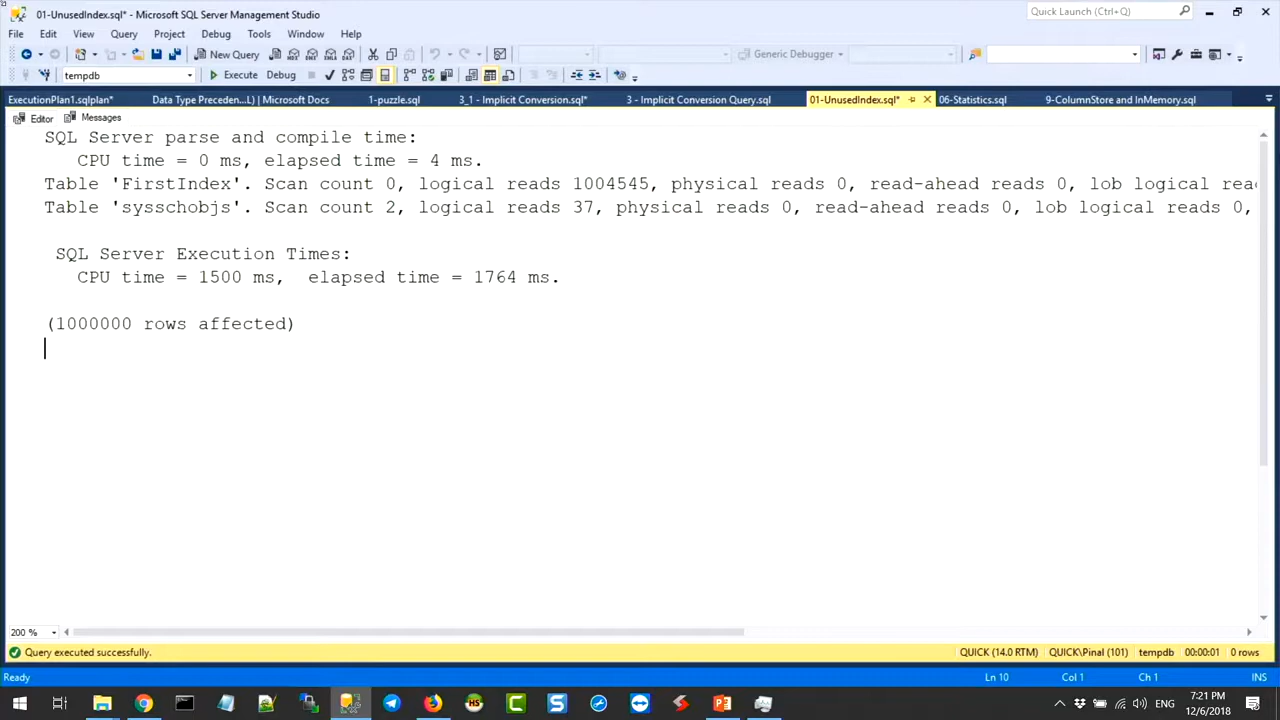 01-UnusedIndex.sql* - Microsoft SQL Server Management Studio
Quick Launch (Ctrl+Q)
File Edit View Query Project Debug Tools Window Help
New Query
Generic Debugger
tempdb
Execute Debug
ExecutionPlan1.sqlplan* Data Type Preceden...L) | Microsoft Docs 1-puzzle.sql 3_1 - Implicit Conversion.sql* 3 - Implicit Conversion Query.sql 01-UnusedIndex.sql* 06-Statistics.sql 9-ColumnStore and InMemory.sql
Editor Messages
SQL Server parse and compile time:
CPU time = 0 ms, elapsed time = 4 ms.
Table 'FirstIndex'. Scan count 0, logical reads 1004545, physical reads 0, read-ahead reads 0, lob logical rea
Table 'sysschobjs'. Scan count 2, logical reads 37, physical reads 0, read-ahead reads 0, lob logical reads 0,
SQL Server Execution Times:
CPU time = 1500 ms, elapsed time = 1764 ms.
(1000000 rows affected)
200 %
Query executed successfully. QUICK (14.0 RTM) QUICK\Pinal (101) tempdb 00:00:01 0 rows
Ready Ln 10 Col 1 Ch 1 INS
ENG 7:21 PM
12/6/2018